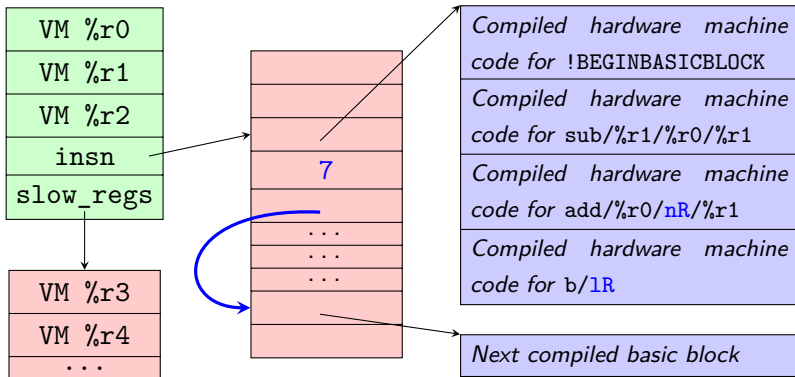 VM %r0
VM %r1
VM %r2
insn
slow_regs
VM %r3
VM %r4
...
7
...
...
...
Compiled hardware machine
code for !BEGINBASICBLOCK
Compiled hardware machine
code for sub/%r1/%r0/%r1
Compiled hardware machine
code for add/%r0/nR/%r1
Compiled hardware machine
code for b/lR
Next compiled basic block